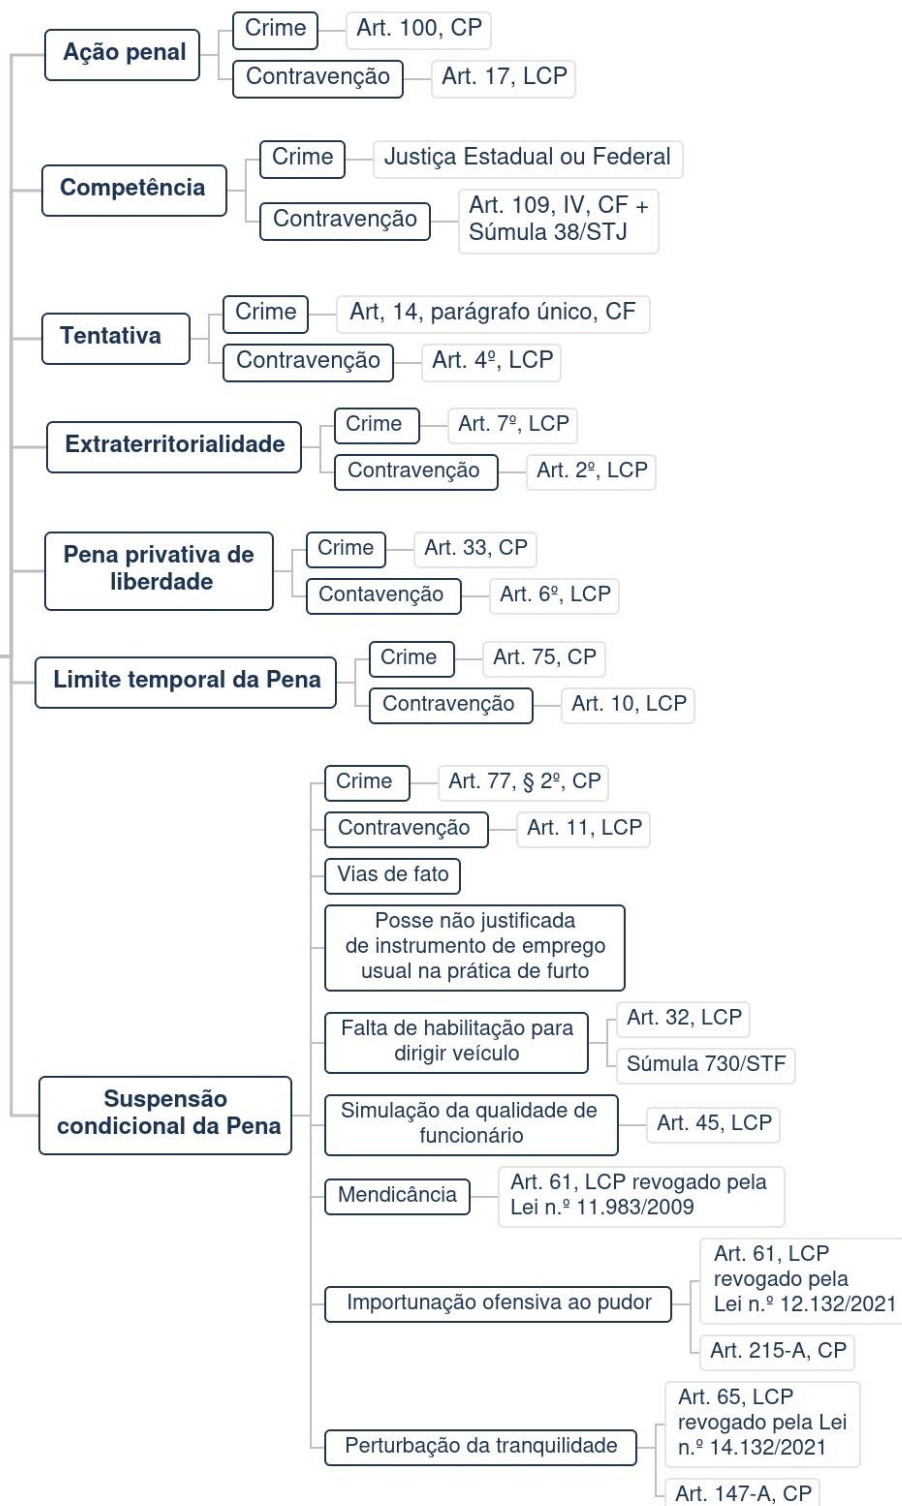 Ação penal
Crime
Art. 100, CP
Contravenção
Art. 17, LCP
Competência
Crime
Justiça Estadual ou Federal
Contravenção
Art. 109, IV, CF +
Súmula 38/STJ
Tentativa
Crime
Art, 14, parágrafo único, CF
Contravenção
Art. 4º, LCP
Extraterritorialidade
Crime
Art. 7º, LCP
Contravenção
Art. 2º, LCP
Pena privativa de
liberdade
Crime
Art. 33, CP
Contavenção
Art. 6º, LCP
Limite temporal da Pena
Crime
Art. 75, CP
Contravenção
Art. 10, LCP
Suspensão
condicional da Pena
Crime
Art. 77, § 2º, CP
Contravenção
Art. 11, LCP
Vias de fato
Posse não justificada
de instrumento de emprego
usual na prática de furto
Falta de habilitação para
dirigir veículo
Art. 32, LCP
Súmula 730/STF
Simulação da qualidade de
funcionário
Art. 45, LCP
Mendicância
Art. 61, LCP revogado pela
Lei n.º 11.983/2009
Importunação ofensiva ao pudor
Art. 61, LCP
revogado pela
Lei n.º 12.132/2021
Art. 215-A, CP
Perturbação da tranquilidade
Art. 65, LCP
revogado pela Lei
n.º 14.132/2021
Art. 147-A, CP